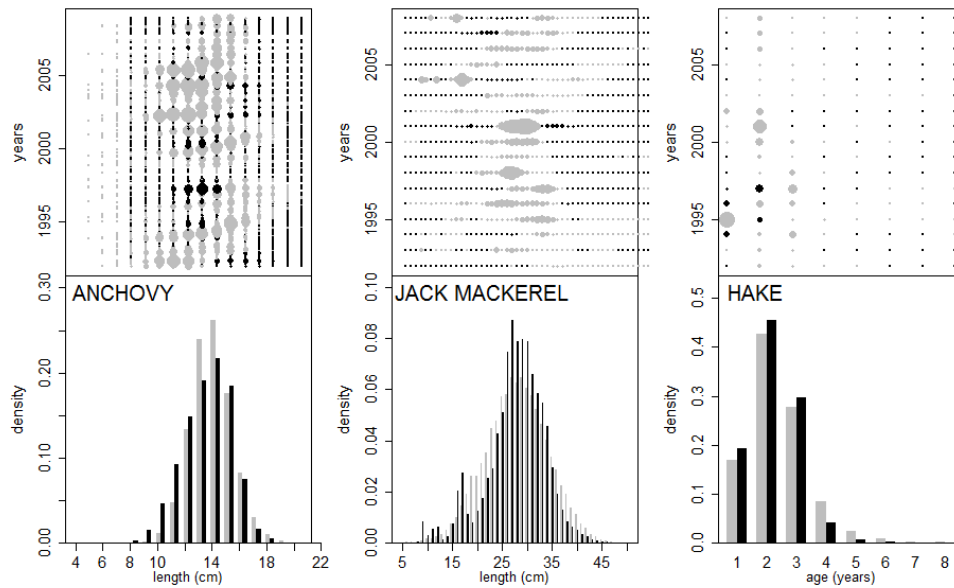 years
1995 2000 2005
years
1995 2000 2005
years
1995 2000 2005
ANCHOVY
density
0.00 0.10 0.20 0.30
4 6 8 10 12 14 16 18 22
length (cm)
JACK MACKEREL
density
0.00 0.02 0.04 0.06 0.08 0.10
5 10 15 25 35 45
length (cm)
HAKE
density
0.0 0.1 0.2 0.3 0.4 0.5
1 2 3 4 5 6 7 8
age (years)